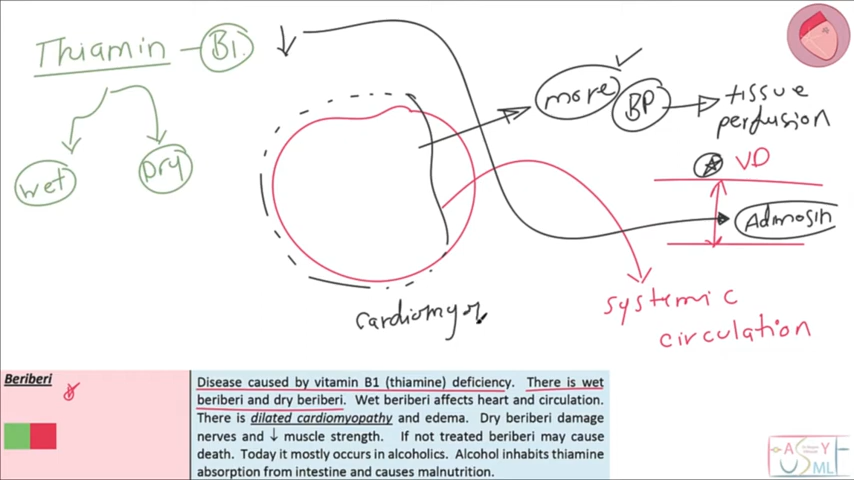 Thiamin – B1.
wet
Dry
↓
more
BP
tissue
perfusion
VD
Admosin
systemic
circulation
cardiomyo
Beriberi
Disease caused by vitamin B1 (thiamine) deficiency. There is wet
beriberi and dry beriberi. Wet beriberi affects heart and circulation.
There is dilated cardiomyopathy and edema. Dry beriberi damage
nerves and ↓ muscle strength. If not treated beriberi may cause
death. Today it mostly occurs in alcoholics. Alcohol inhabits thiamine
absorption from intestine and causes malnutrition.
EASY
USMLE